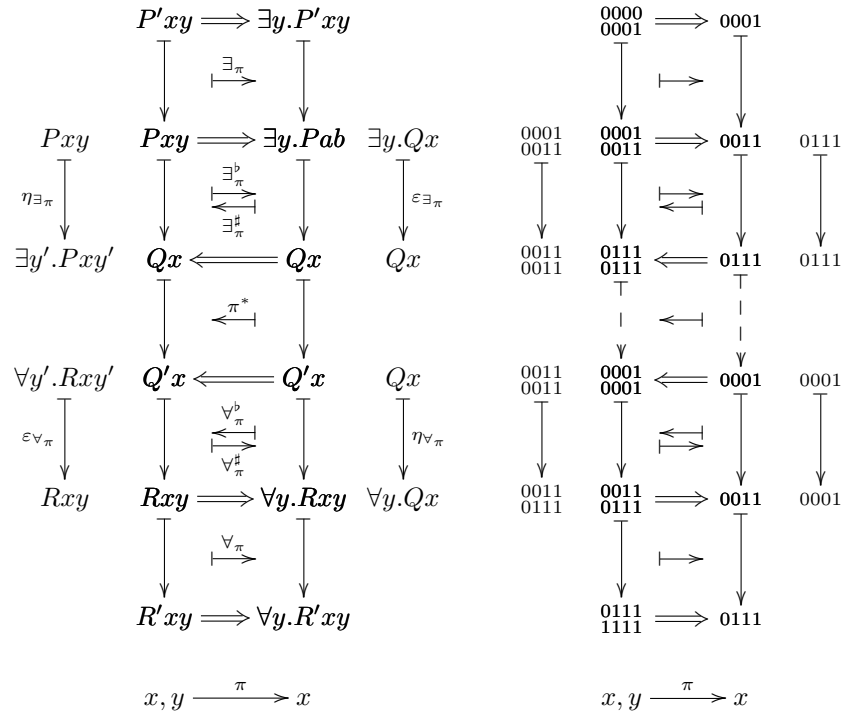 P′xy ⟹ ∃y.P′xy 0000 ⟹ 0001
0001
∃π
Pxy Pxy ⟹ ∃y.Pab ∃y.Qx 0001 0001 ⟹ 0011 0111
0011 0011
η∃π ∃π♭ ε∃π
∃π♯
∃y′.Pxy′ Qx ⟸ Qx Qx 0011 0111 ⟸ 0111 0111
0011 0111
π*
∀y′.Rxy′ Q′x ⟸ Q′x Qx 0011 0001 ⟸ 0001 0001
0011 0001
ε∀π ∀π♭ η∀π
∀π♯
Rxy Rxy ⟹ ∀y.Rxy ∀y.Qx 0011 0011 ⟹ 0011 0001
0111 0111
∀π
R′xy ⟹ ∀y.R′xy 0111 ⟹ 0111
1111
x, y π→ x x, y π→ x